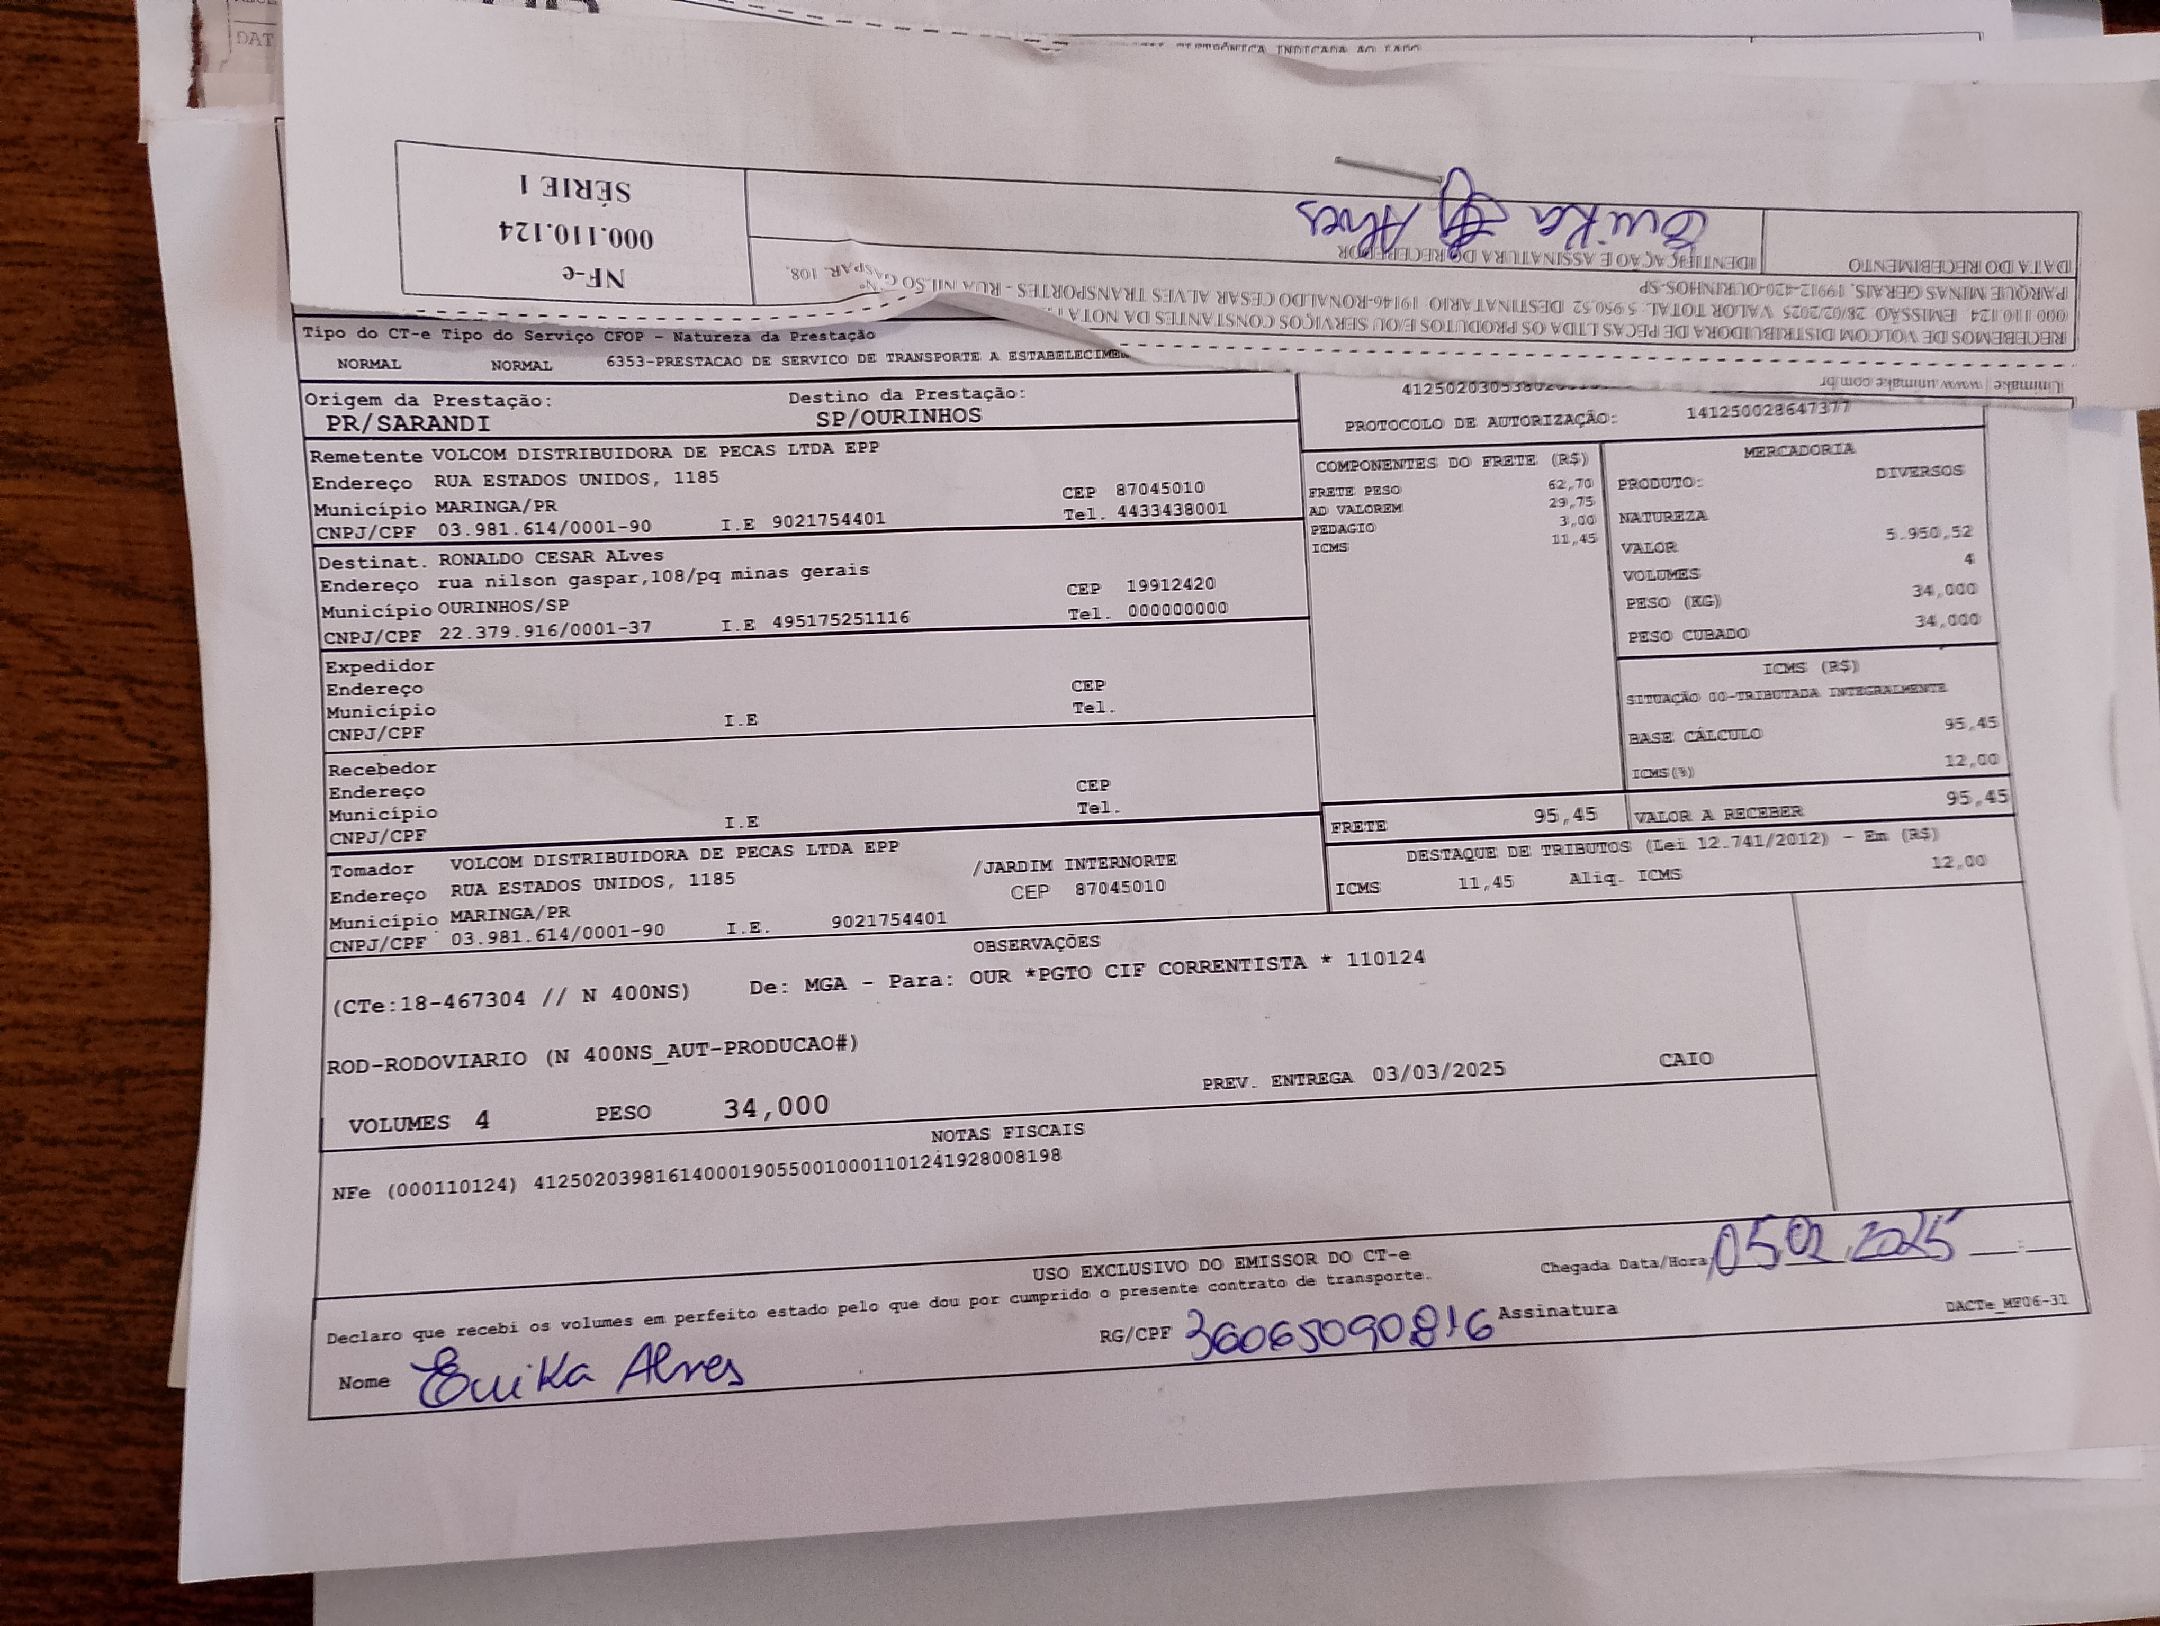 DAT
NF-e
000.110.124
SÉRIE 1
RECEBEMOS DE VOLCOM DISTRIBUIDORA DE PECAS LTDA OS PRODUTOS E/OU SERVIÇOS CONSTANTES DA NOTA
000.110.124 EMISSÃO 28/02/2025 VALOR TOTAL. 5.950.52 DESTINATARIO 19146-RONALDO CESAR ALVES TRANSPORTES - RUA NILSO GASPAR, 108,
PARQUE MINAS GERAIS, 19912-420-OURINHOS-SP
DATA DO RECEBIMENTO
IDENTIFICAÇAO E ASSINATURA DO RECEBEDOR
Erika Alves
Unimake | www.unimake.com.br
Tipo do CT-e Tipo do Serviço CFOP - Natureza da Prestação
NORMAL NORMAL 6353-PRESTACAO DE SERVICO DE TRANSPORTE A
Origem da Prestação: Destino da Prestação:
PR/SARANDI SP/OURINHOS
PROTOCOLO DE AUTORIZAÇÃO: 141250028647377
Remetente VOLCOM DISTRIBUIDORA DE PECAS LTDA EPP
Endereço RUA ESTADOS UNIDOS, 1185
Município MARINGA/PR CEP 87045010
CNPJ/CPF 03.981.614/0001-90 I.E 9021754401 Tel. 4433438001
Destinat. RONALDO CESAR ALves
Endereço rua nilson gaspar,108/pq minas gerais
Município OURINHOS/SP CEP 19912420
CNPJ/CPF 22.379.916/0001-37 I.E 495175251116 Tel. 000000000
Expedidor
Endereço
Município CEP
CNPJ/CPF I.E Tel.
Recebedor
Endereço
Município CEP
CNPJ/CPF I.E Tel.
Tomador VOLCOM DISTRIBUIDORA DE PECAS LTDA EPP
Endereço RUA ESTADOS UNIDOS, 1185 /JARDIM INTERNORTE
Município MARINGA/PR CEP 87045010
CNPJ/CPF 03.981.614/0001-90 I.E. 9021754401
COMPONENTES DO FRETE (R$)
FRETE PESO 62,70
AD VALOREM 29,75
PEDAGIO 3,00
ICMS 11,45
MERCADORIA
PRODUTO: DIVERSOS
NATUREZA
VALOR 5.950,52
VOLUMES 4
PESO (KG) 34,000
PESO CUBADO 34,000
ICMS (R$)
SITUAÇÃO 00-TRIBUTADA INTEGRALMENTE
BASE CÁLCULO 95,45
ICMS(%) 12,00
FRETE 95,45 VALOR A RECEBER 95,45
DESTAQUE DE TRIBUTOS (Lei 12.741/2012) - Em (R$)
ICMS 11,45 Aliq. ICMS 12,00
OBSERVAÇÕES
(CTe:18-467304 // N 400NS) De: MGA - Para: OUR *PGTO CIF CORRENTISTA * 110124
ROD-RODOVIARIO (N 400NS_AUT-PRODUCAO#)
VOLUMES 4 PESO 34,000 PREV. ENTREGA 03/03/2025 CAIO
NOTAS FISCAIS
NFe (000110124) 41250203981614000190550010001101241928008198
USO EXCLUSIVO DO EMISSOR DO CT-e
Declaro que recebi os volumes em perfeito estado pelo que dou por cumprido o presente contrato de transporte. Chegada Data/Hora 2025 :
Nome Erika Alves RG/CPF 36065090816 Assinatura DACTe_MF06-31